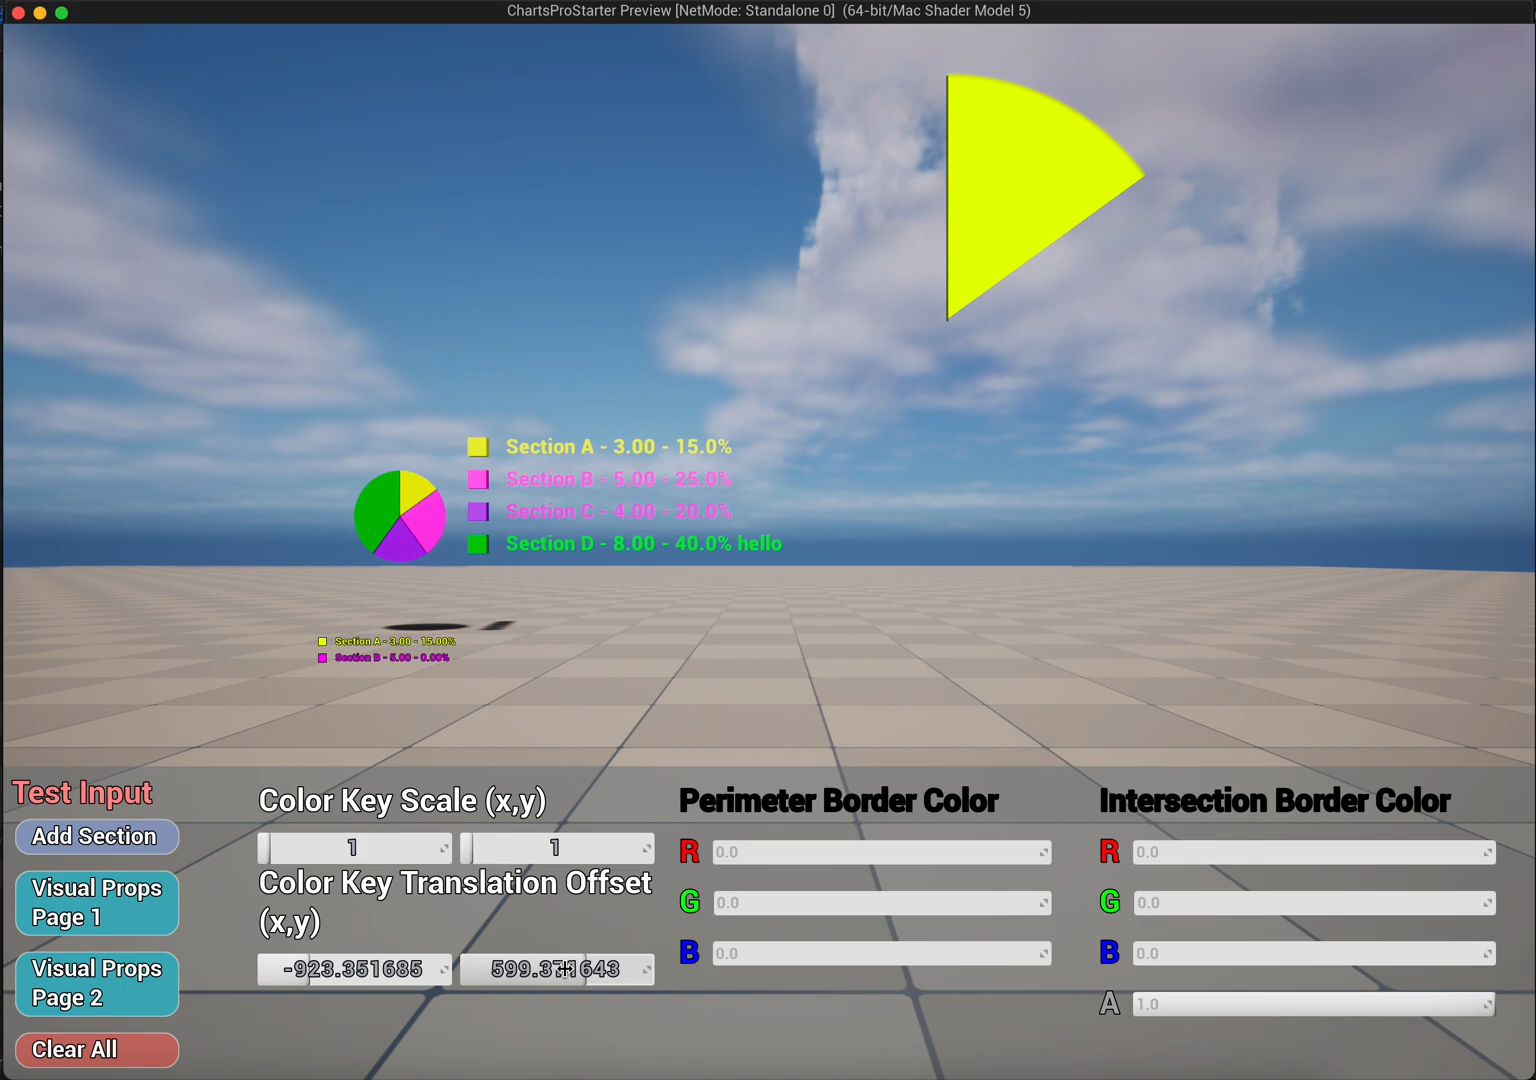 ChartsProStarter Preview [NetMode: Standalone 0] (64-bit/Mac Shader Model 5)
Section A - 3.00 - 15.0%
Section B - 5.00 - 25.0%
Section C - 4.00 - 20.0%
Section D - 8.00 - 40.0% hello
Section A - 3.00 - 15.00%
Section B - 5.00 - 0.00%
Test Input
Add Section
Visual Props
Page 1
Visual Props
Page 2
Clear All
Color Key Scale (x,y)
1 1
Color Key Translation Offset
(x,y)
-923.351685
Perimeter Border Color
R 0.0
G 0.0
B 0.0
Intersection Border Color
R 0.0
G 0.0
B 0.0
A 1.0